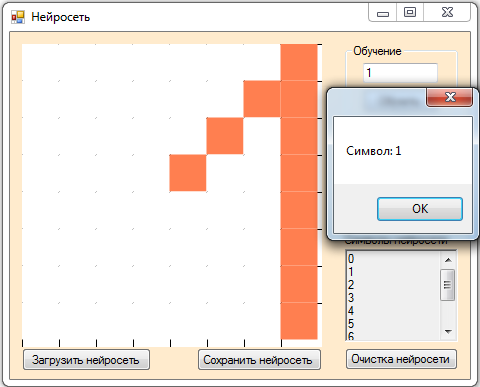 Нейросеть
Обучение
1
Символ: 1
OK
Символы нейросети
0
1
2
3
4
5
6
Загрузить нейросеть
Сохранить нейросеть
Очистка нейросети